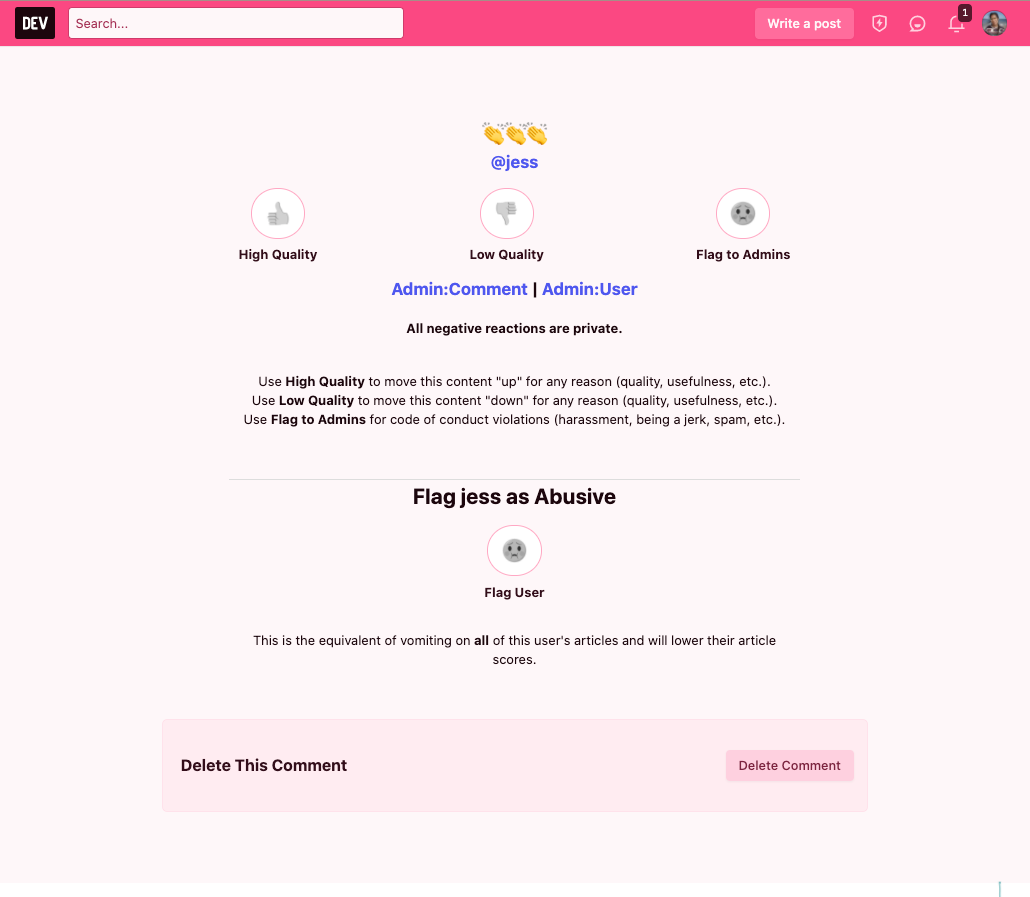 DEV
Search...
Write a post
1
👏👏👏
@jess
High Quality
Low Quality
Flag to Admins
Admin:Comment | Admin:User
All negative reactions are private.
Use High Quality to move this content "up" for any reason (quality, usefulness, etc.).
Use Low Quality to move this content "down" for any reason (quality, usefulness, etc.).
Use Flag to Admins for code of conduct violations (harassment, being a jerk, spam, etc.).
Flag jess as Abusive
Flag User
This is the equivalent of vomiting on all of this user's articles and will lower their article
scores.
Delete This Comment
Delete Comment